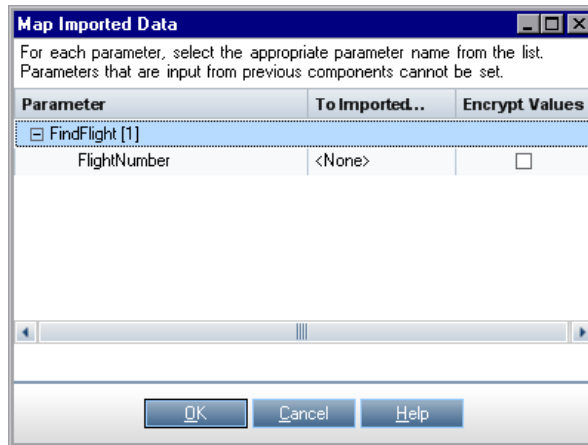 Map Imported Data
For each parameter, select the appropriate parameter name from the list.
Parameters that are input from previous components cannot be set.
Parameter To Imported... Encrypt Values
FindFlight [1]
FlightNumber <None>
OK Cancel Help